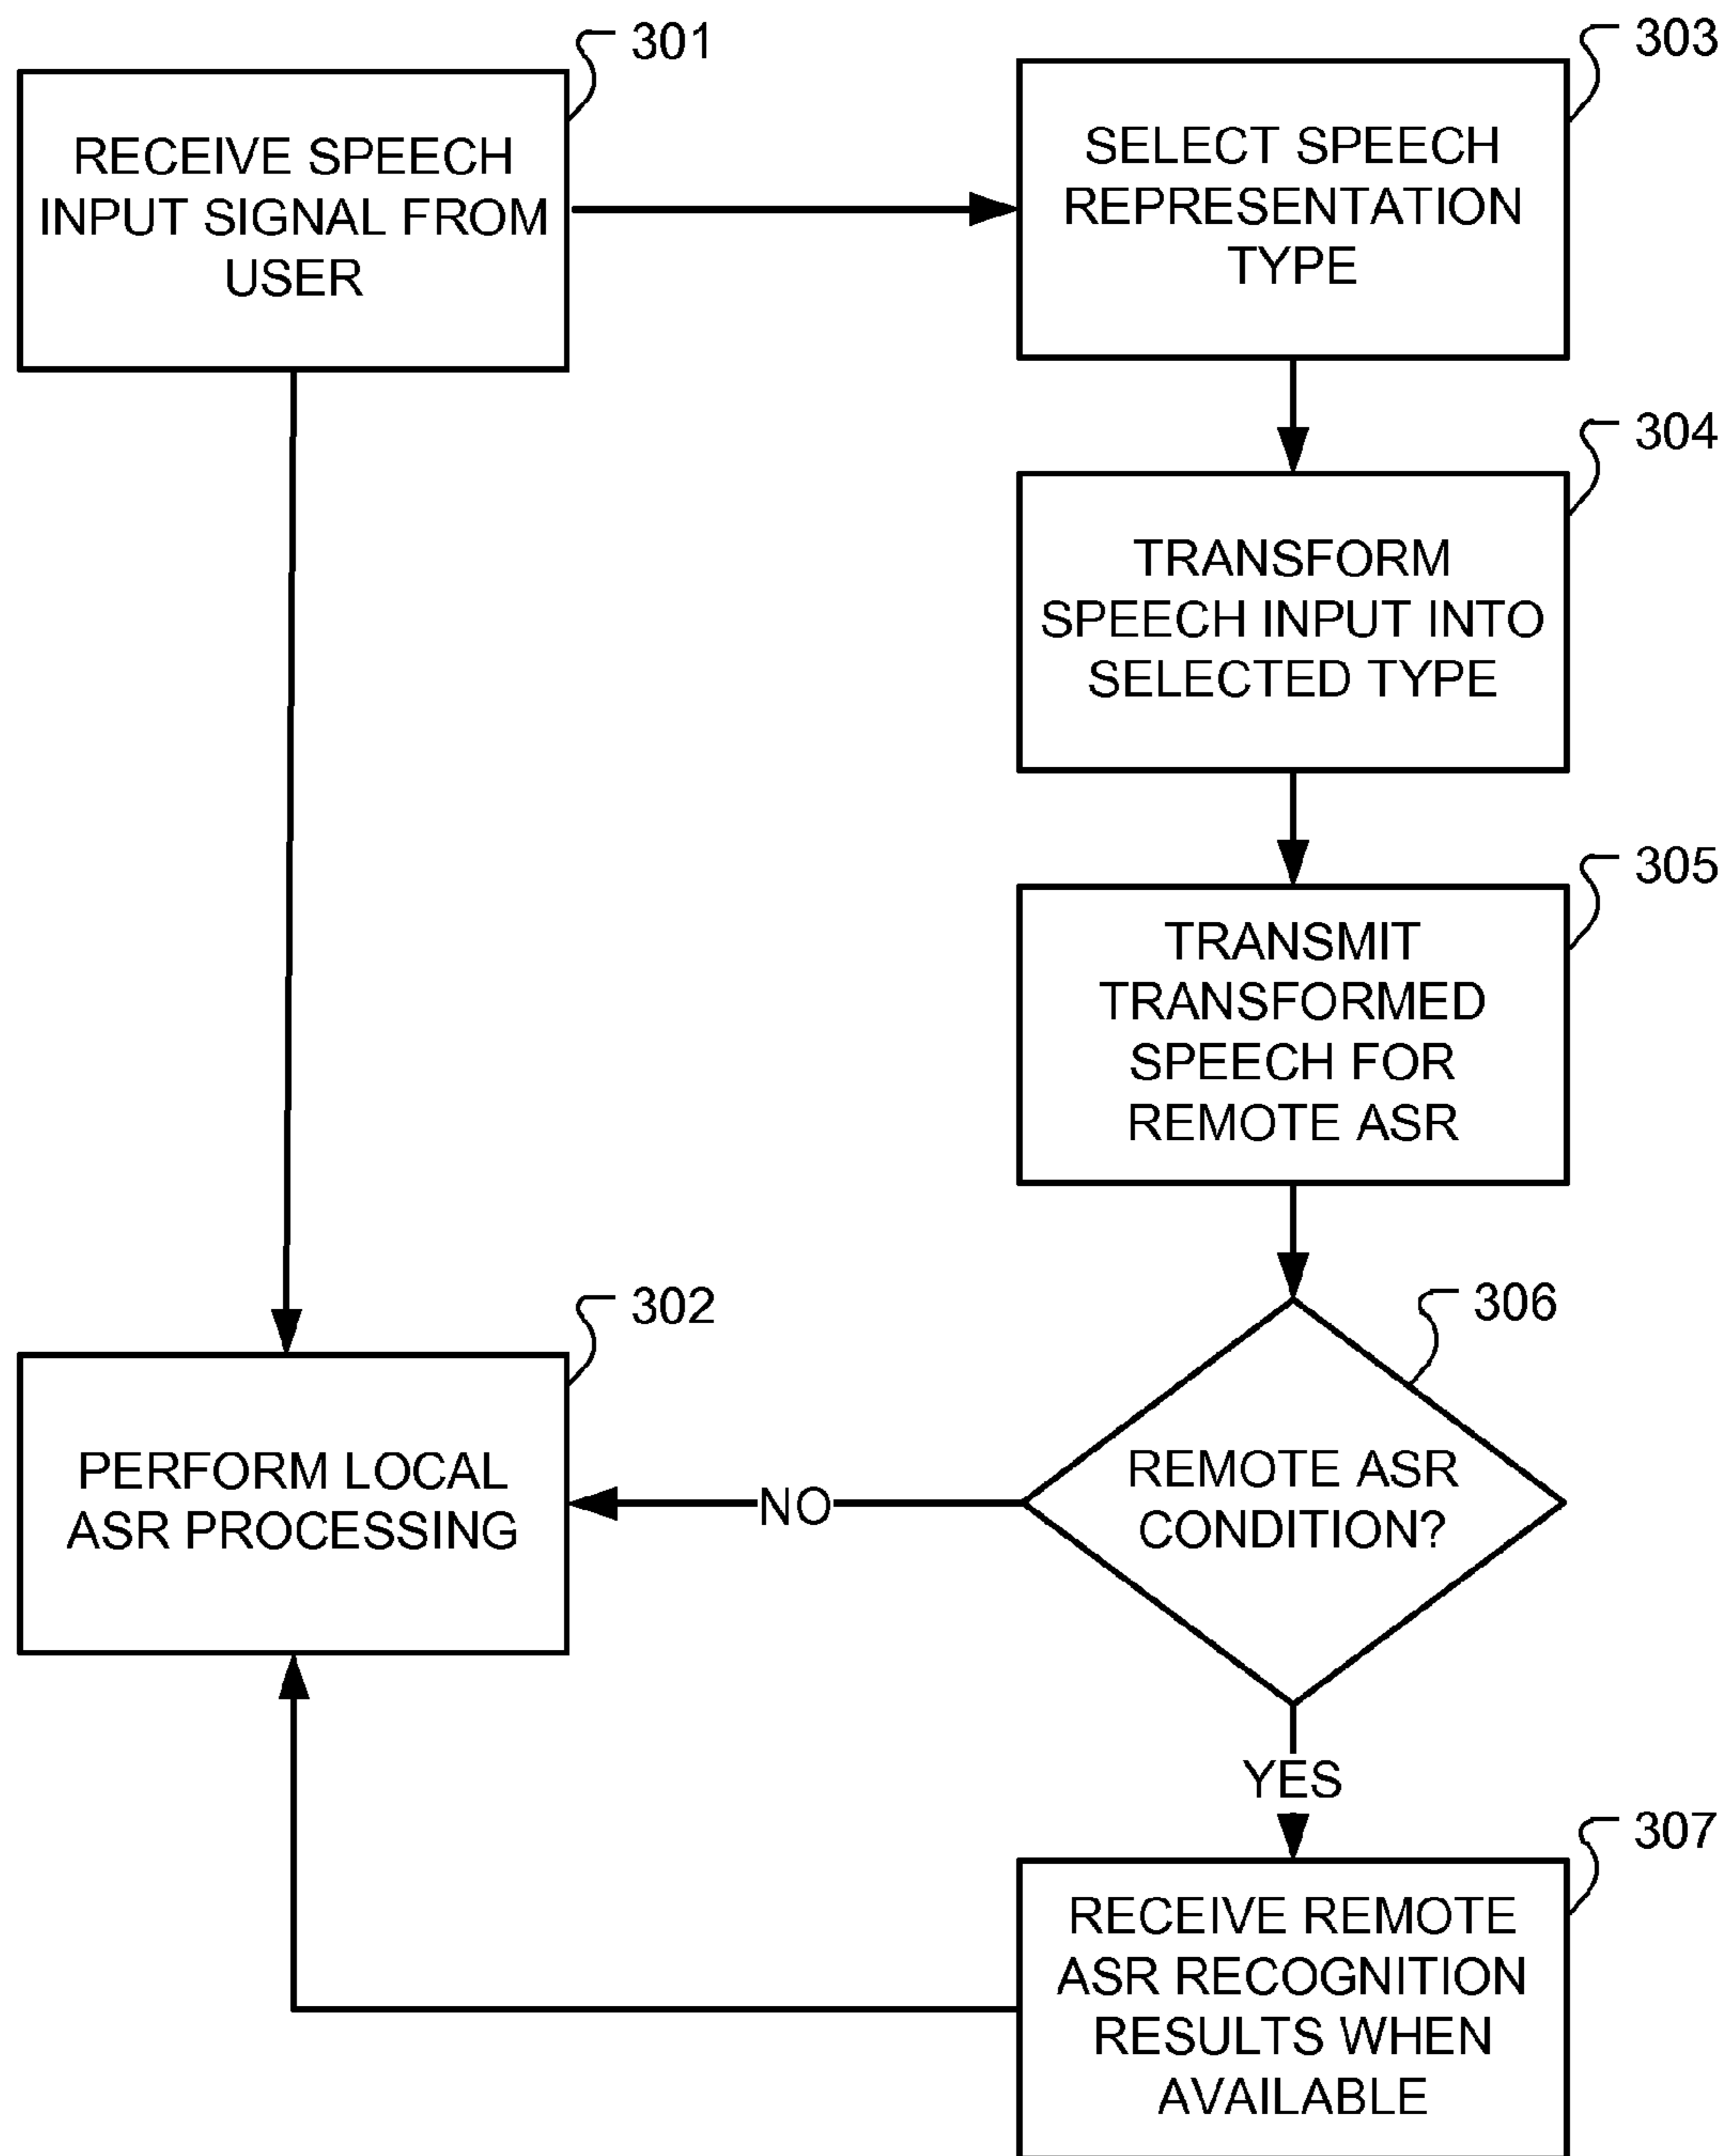 301
RECEIVE SPEECH
INPUT SIGNAL FROM
USER
303
SELECT SPEECH
REPRESENTATION
TYPE
304
TRANSFORM
SPEECH INPUT INTO
SELECTED TYPE
305
TRANSMIT
TRANSFORMED
SPEECH FOR
REMOTE ASR
302
PERFORM LOCAL
ASR PROCESSING
NO
306
REMOTE ASR
CONDITION?
YES
307
RECEIVE REMOTE
ASR RECOGNITION
RESULTS WHEN
AVAILABLE